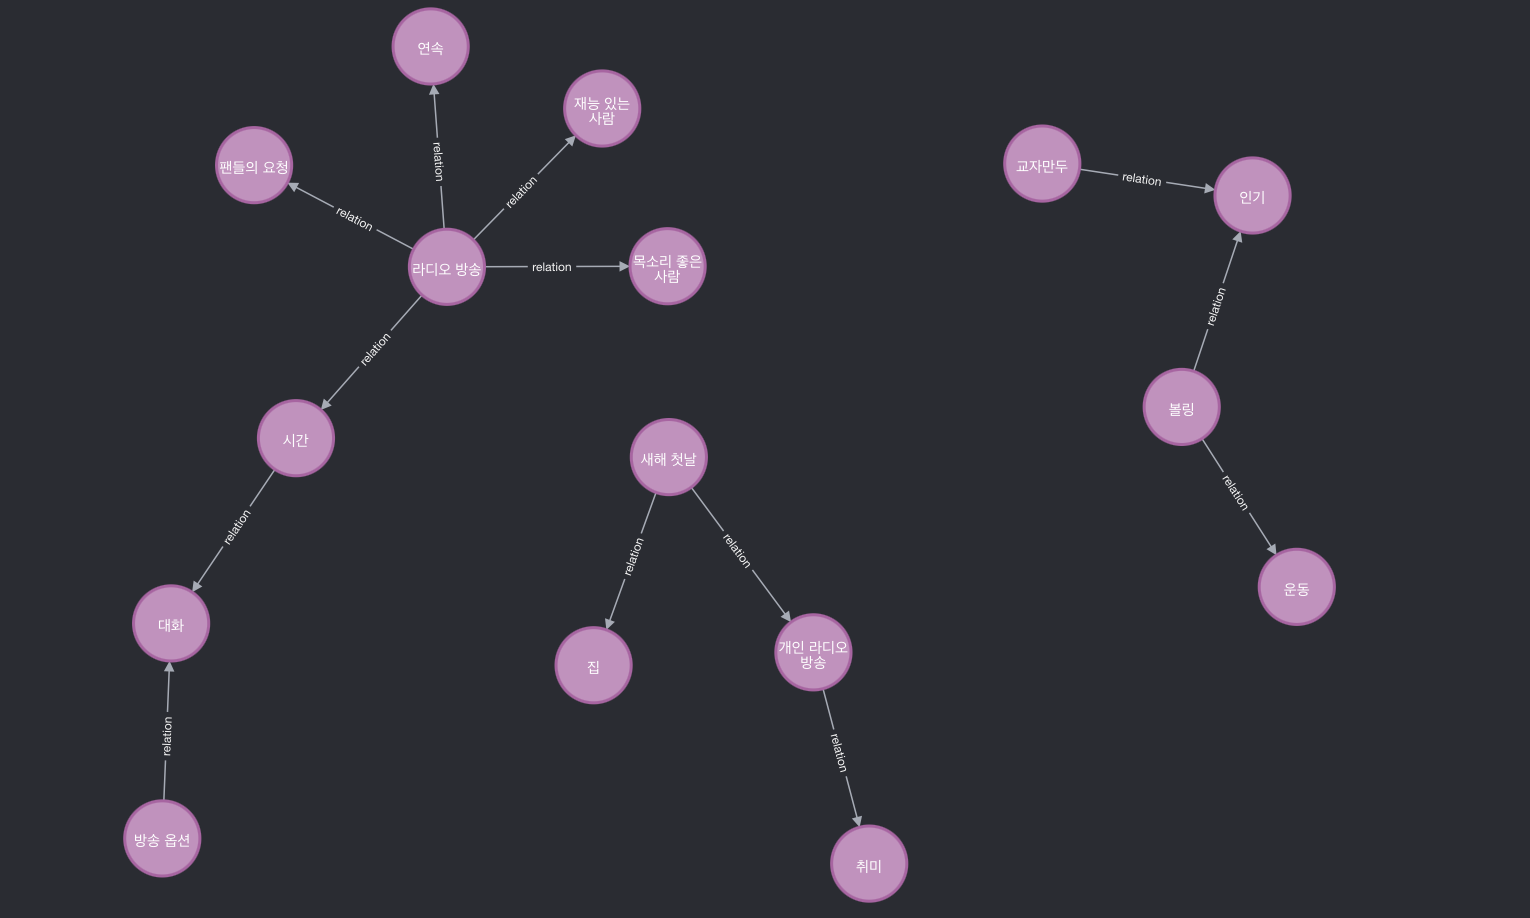 연속
재능 있는
사람
팬들의 요청
relation
relation
relation
라디오 방송
relation
목소리 좋은
사람
relation
시간
relation
대화
relation
방송 옵션
새해 첫날
relation
relation
집
개인 라디오
방송
relation
취미
교자만두
relation
인기
relation
볼링
relation
운동